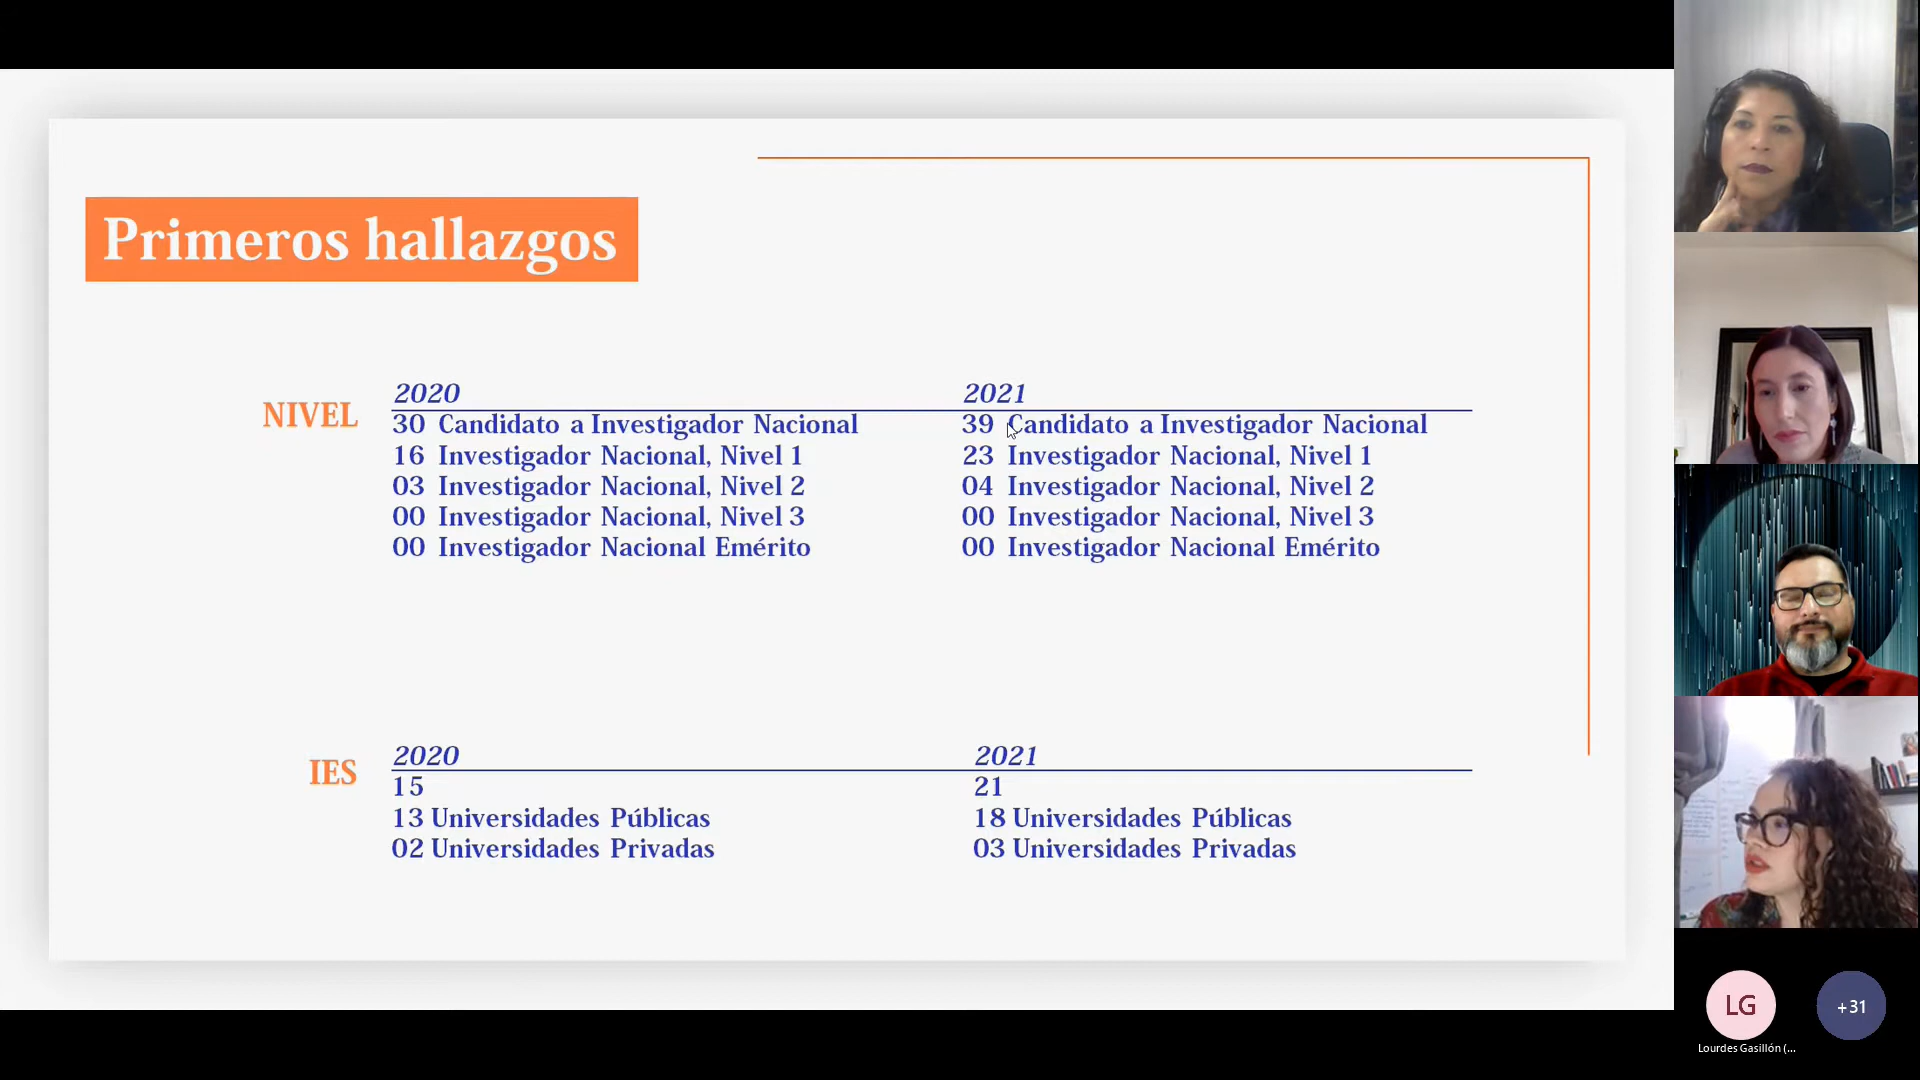 Primeros hallazgos
NIVEL
2020
30 Candidato a Investigador Nacional
16 Investigador Nacional, Nivel 1
03 Investigador Nacional, Nivel 2
00 Investigador Nacional, Nivel 3
00 Investigador Nacional Emérito
2021
39 Candidato a Investigador Nacional
23 Investigador Nacional, Nivel 1
04 Investigador Nacional, Nivel 2
00 Investigador Nacional, Nivel 3
00 Investigador Nacional Emérito
IES
2020
15
13 Universidades Públicas
02 Universidades Privadas
2021
21
18 Universidades Públicas
03 Universidades Privadas
LG
+31
Lourdes Gasillón (...